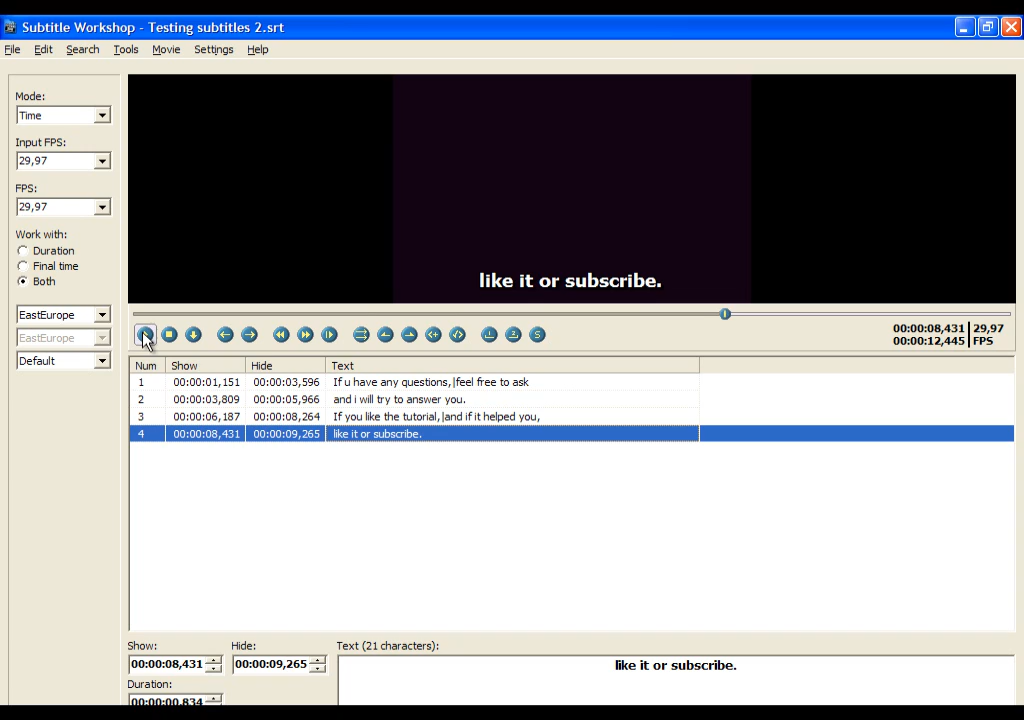 Subtitle Workshop - Testing subtitles 2.srt
File Edit Search Tools Movie Settings Help
Mode:
Time
Input FPS:
29,97
FPS:
29,97
Work with:
Duration
Final time
Both
EastEurope
EastEurope
Default
like it or subscribe.
00:00:08,431 29,97
00:00:12,445 FPS
Num Show Hide Text
1 00:00:01,151 00:00:03,596 If u have any questions,|feel free to ask
2 00:00:03,809 00:00:05,966 and i will try to answer you.
3 00:00:06,187 00:00:08,264 If you like the tutorial,|and if it helped you,
4 00:00:08,431 00:00:09,265 like it or subscribe.
Show: Hide: Text (21 characters):
00:00:08,431 00:00:09,265 like it or subscribe.
Duration:
00:00:00,834